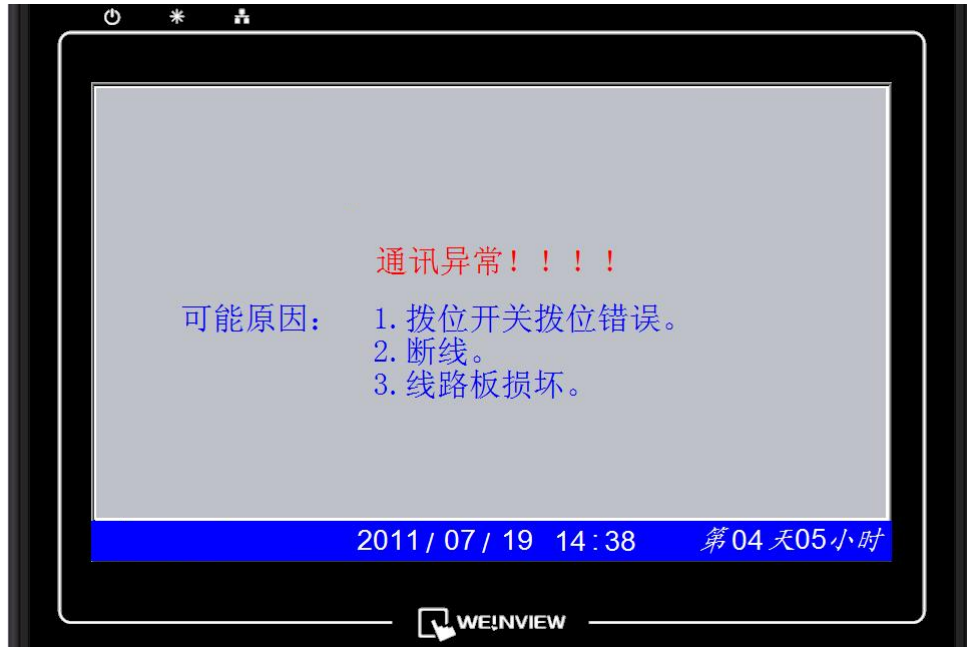 通讯异常！！！！
可能原因： 1.拨位开关拨位错误。
2.断线。
3.线路板损坏。
2011/07/19 14:38 第04天05小时
WE!NVIEW